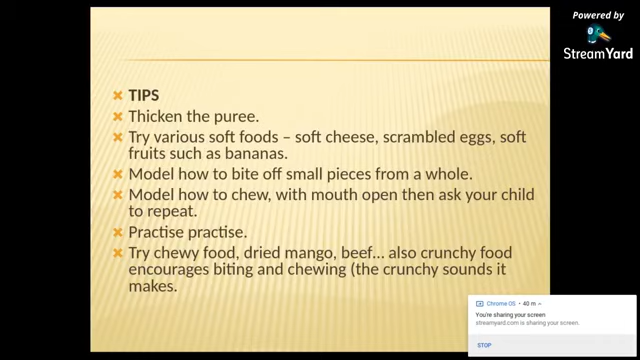 Powered by
StreamYard
TIPS
Thicken the puree.
Try various soft foods – soft cheese, scrambled eggs, soft
fruits such as bananas.
Model how to bite off small pieces from a whole.
Model how to chew, with mouth open then ask your child
to repeat.
Practise practise.
Try chewy food, dried mango, beef... also crunchy food
encourages biting and chewing (the crunchy sounds it
makes.
Chrome OS • 40 m
You're sharing your screen
streamyard.com is sharing your screen.
STOP